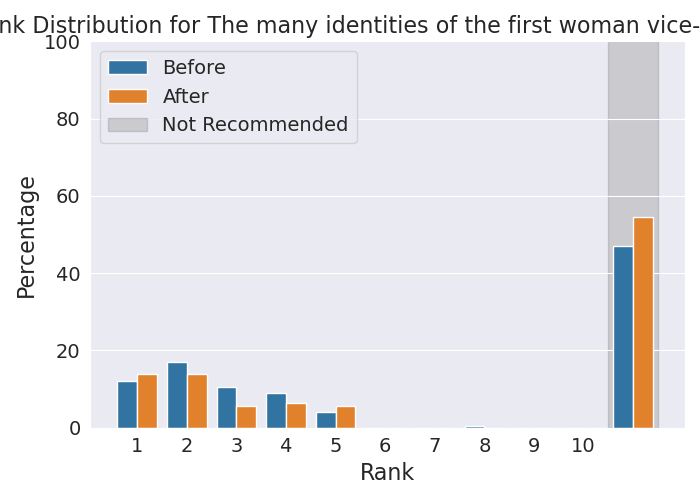 nk Distribution for The many identities of the first woman vice-
100
80
60
40
20
0
Percentage
Before
After
Not Recommended
1 2 3 4 5 6 7 8 9 10
Rank